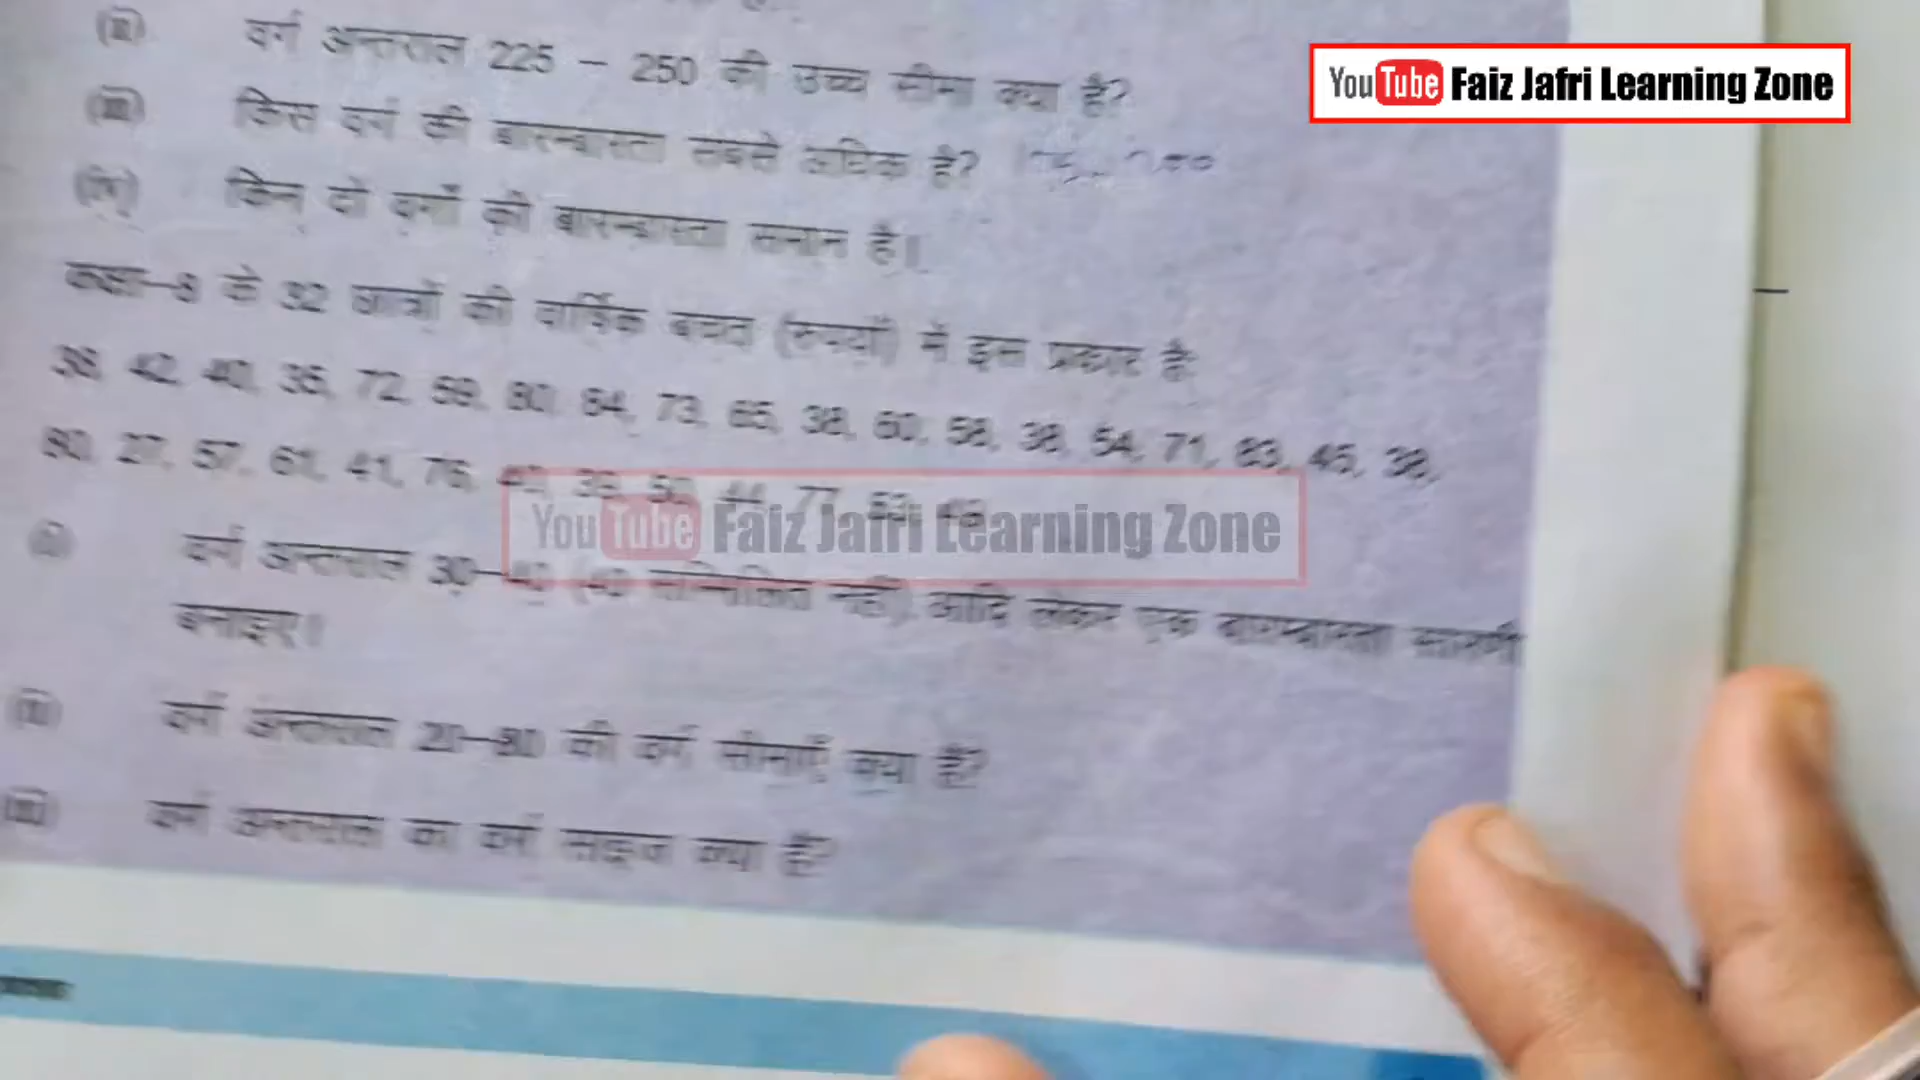 (ii) वर्ग अन्तराल 225 – 250 की उच्च सीमा क्या है?
YouTube Faiz Jafri Learning Zone
(iii) किस वर्ग की बारम्बारता सबसे अधिक है?
(iv) किन् दो वर्गों की बारम्बारता समान है।
कक्षा–8 के 32 छात्रों की वार्षिक बचत (रुपयों) में इस प्रकार है:
42, 40, 35, 72, 59, 80, 64, 73, 65, 38, 60, 58, 38, 54, 71, 83, 45, 38,
27, 57, 61, 41, 76, 44, 77, 53,
YouTube Faiz Jafri Learning Zone
(i) वर्ग अन्तराल 30–40 (40 सम्मिलित नहीं), आदि लेकर एक बारम्बारता सारणी
बनाइए।
(ii) वर्ग अन्तराल की वर्ग सीमाएँ क्या हैं?
(iii) वर्ग अन्तराल का वर्ग साइज क्या है?